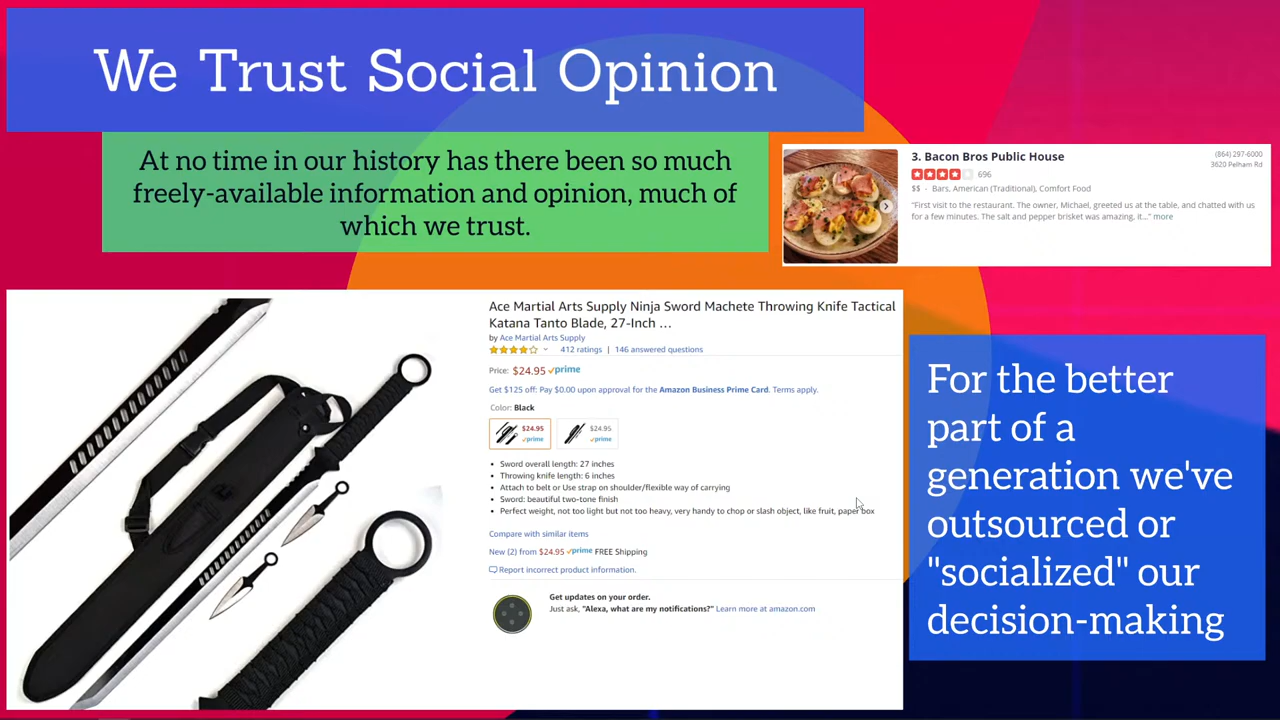 We Trust Social Opinion
At no time in our history has there been so much
freely-available information and opinion, much of
which we trust.
3. Bacon Bros Public House
(864) 297-6000
3620 Pelham Rd
696
$$ - Bars, American (Traditional), Comfort Food
"First visit to the restaurant. The owner, Michael, greeted us at the table, and chatted with us
for a few minutes. The salt and pepper brisket was amazing, it..." more
Ace Martial Arts Supply Ninja Sword Machete Throwing Knife Tactical
Katana Tanto Blade, 27-Inch ...
by Ace Martial Arts Supply
412 ratings | 146 answered questions
Price: $24.95 prime
Get $125 off: Pay $0.00 upon approval for the Amazon Business Prime Card. Terms apply.
Color: Black
$24.95 prime
$24.95 prime
• Sword overall length: 27 inches
• Throwing knife length: 6 inches
• Attach to belt or Use strap on shoulder/flexible way of carrying
• Sword: beautiful two-tone finish
• Perfect weight, not too light but not too heavy, very handy to chop or slash object, like fruit, paper box
Compare with similar items
New (2) from $24.95 prime FREE Shipping
Report incorrect product information.
Get updates on your order.
Just ask, "Alexa, what are my notifications?" Learn more at amazon.com
For the better
part of a
generation we've
outsourced or
"socialized" our
decision-making